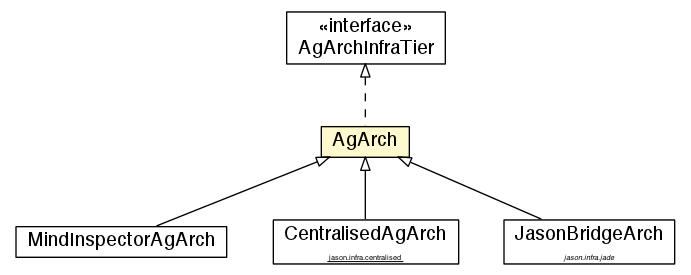 «interface»
AgArchInfraTier
AgArch
MindInspectorAgArch
CentralisedAgArch
jason.infra.centralised
JasonBridgeArch
jason.infra.jade